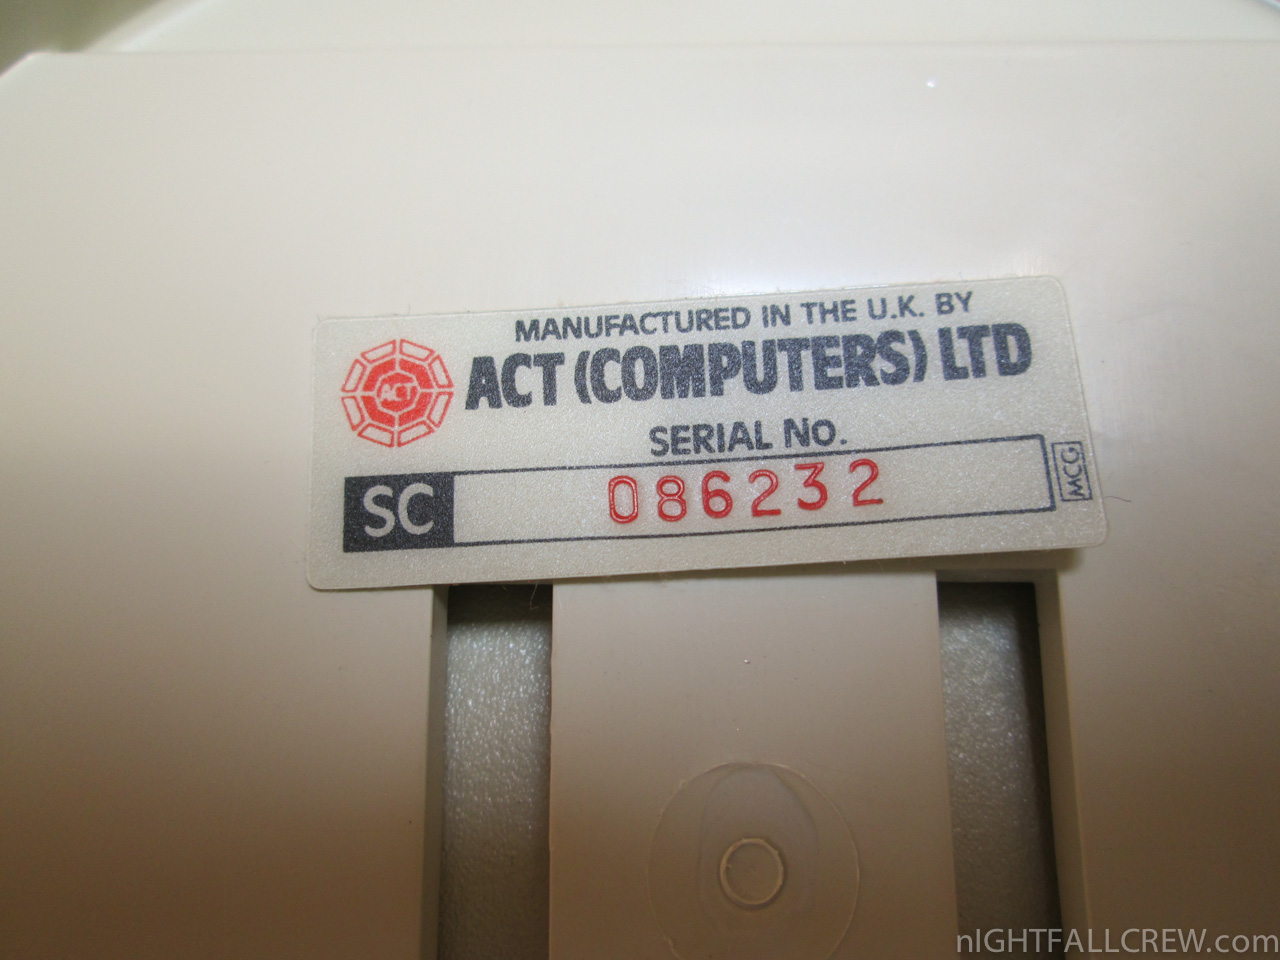 MANUFACTURED IN THE U.K. BY
ACT
ACT (COMPUTERS) LTD
SERIAL No.
SC 086232
MCG
nIGHTFALLCREW.com